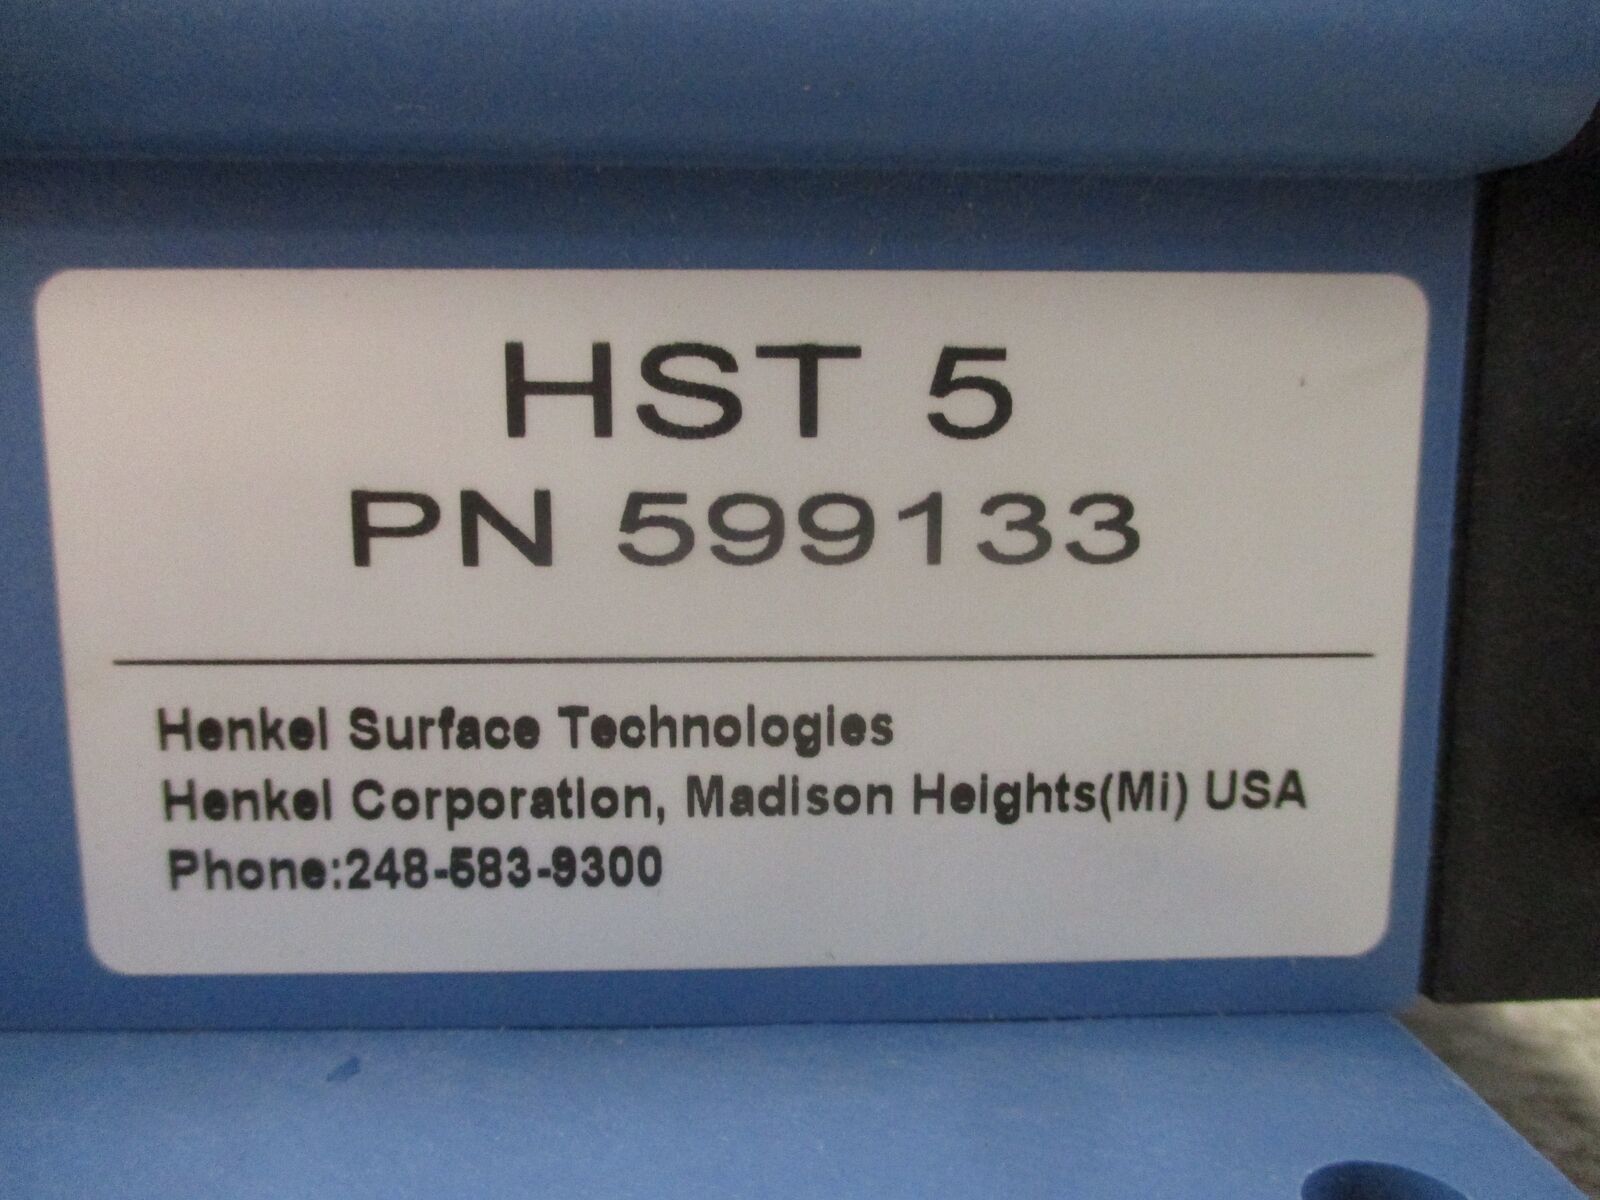 HST 5
PN 599133
Henkel Surface Technologies
Henkel Corporation, Madison Heights(Mi) USA
Phone:248-583-9300